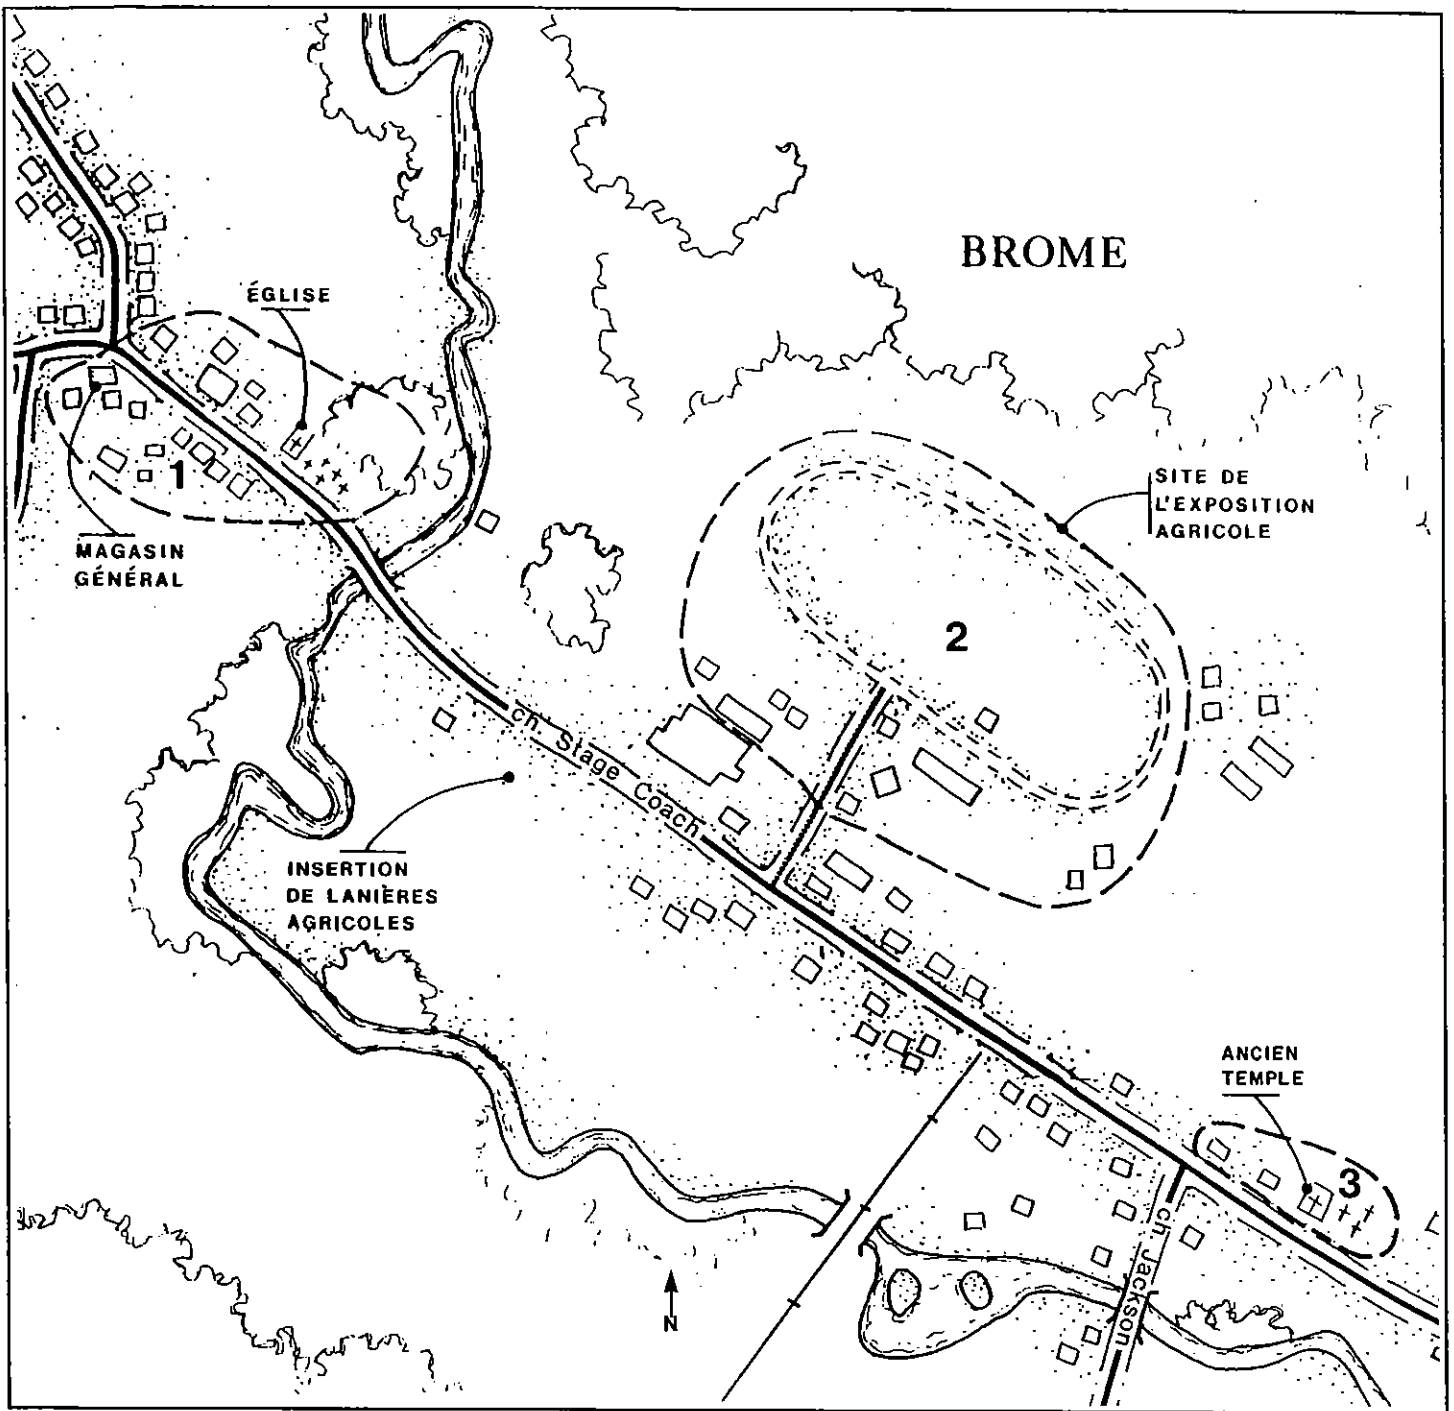 BROME
ÉGLISE
SITE DE
L'EXPOSITION
AGRICOLE
1
MAGASIN
GÉNÉRAL
2
ch. Stage Coach
INSERTION
DE LANIÈRES
AGRICOLES
ANCIEN
TEMPLE
3
ch Jackson
N